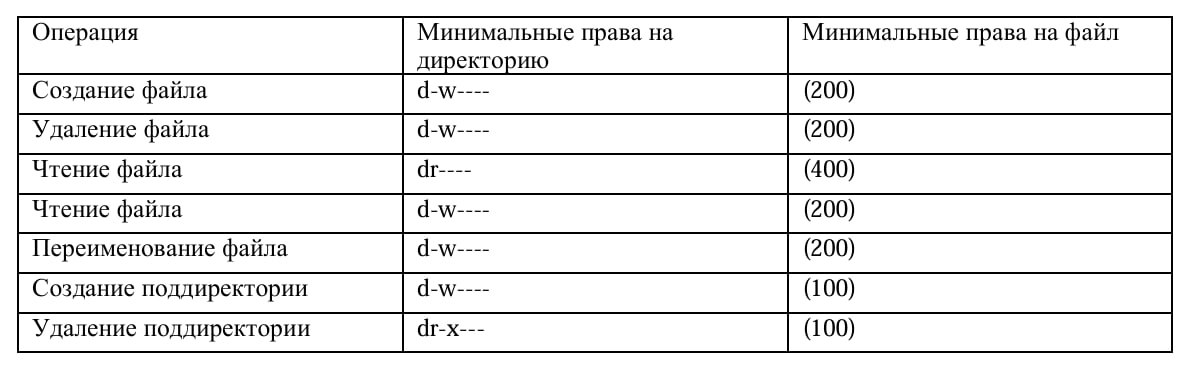 Операция Минимальные права на директорию Минимальные права на файл
Создание файла d-w---- (200)
Удаление файла d-w---- (200)
Чтение файла dr---- (400)
Чтение файла d-w---- (200)
Переименование файла d-w---- (200)
Создание поддиректории d-w---- (100)
Удаление поддиректории dr-x--- (100)